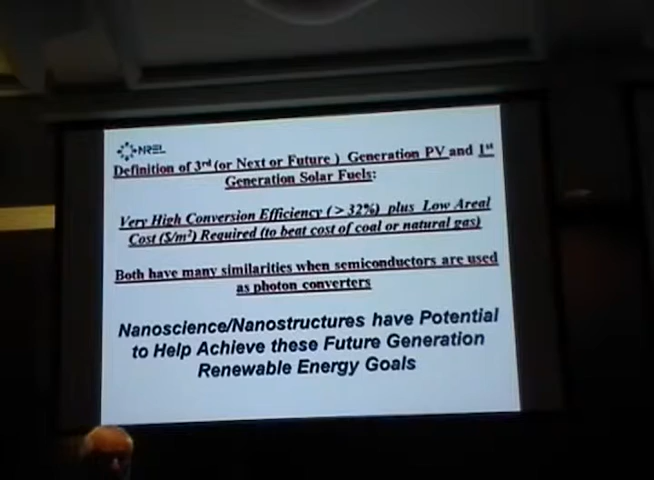 NREL
Definition of 3rd (or Next or Future ) Generation PV and 1st
Generation Solar Fuels:
Very High Conversion Efficiency ( > 32%) plus Low Areal
Cost ($/m²) Required (to beat cost of coal or natural gas)
Both have many similarities when semiconductors are used
as photon converters
Nanoscience/Nanostructures have Potential
to Help Achieve these Future Generation
Renewable Energy Goals